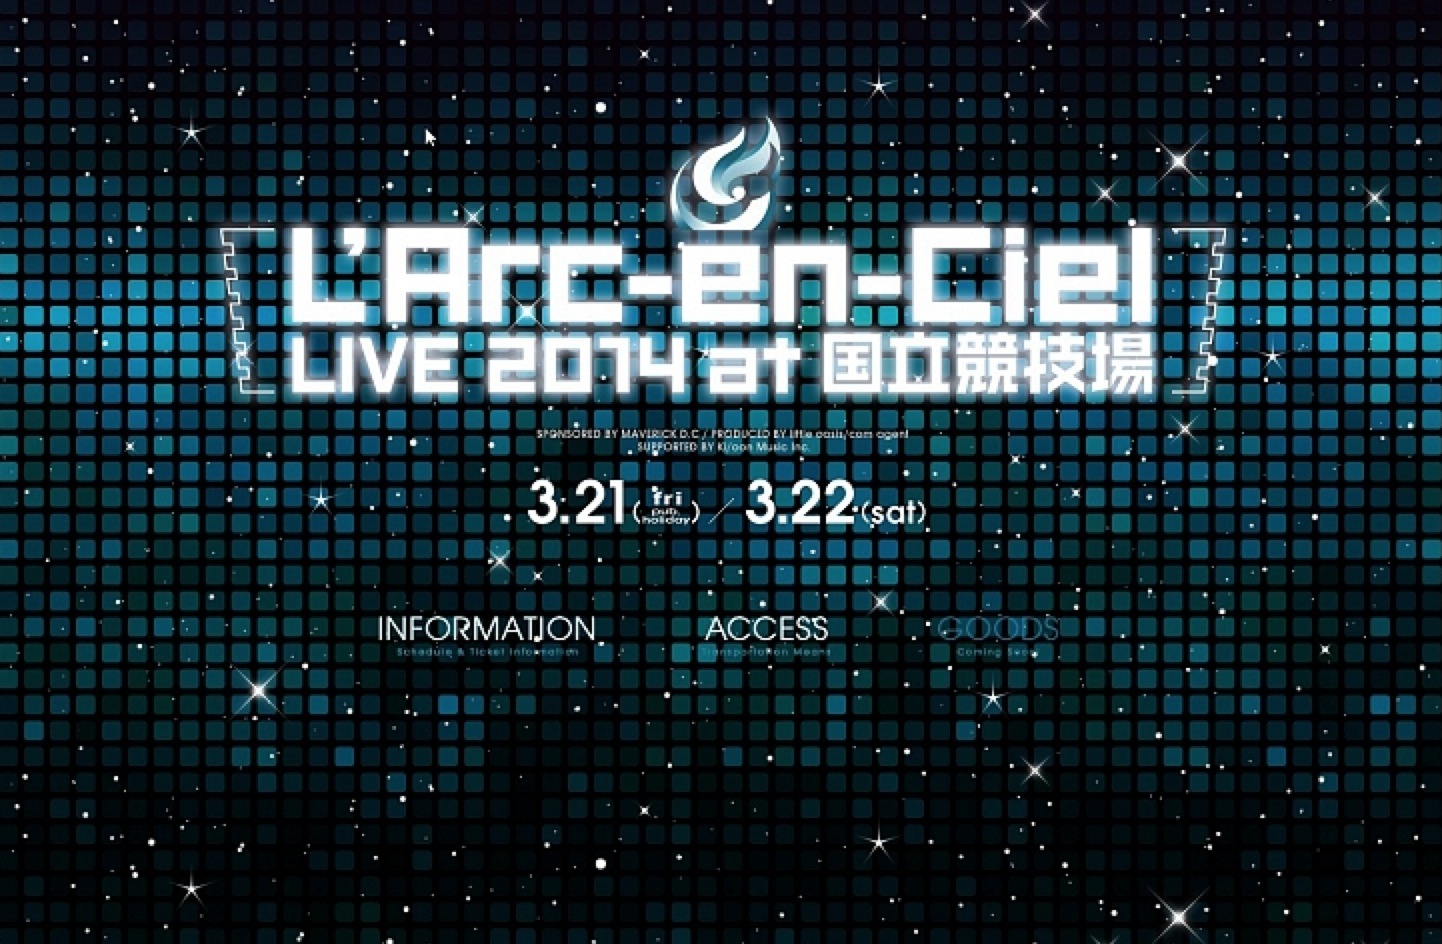 L'Arc-en-Ciel
LIVE 2014 at 国立競技場
SPONSORED BY MAVERICK D.C / PRODUCED BY little oasis/com agent
SUPPORTED BY Ki/oon Music Inc.
3.21(fri pub. holiday) ／ 3.22(sat)
INFORMATION ACCESS GOODS
Schedule & Ticket Information Transportation Means Coming Soon